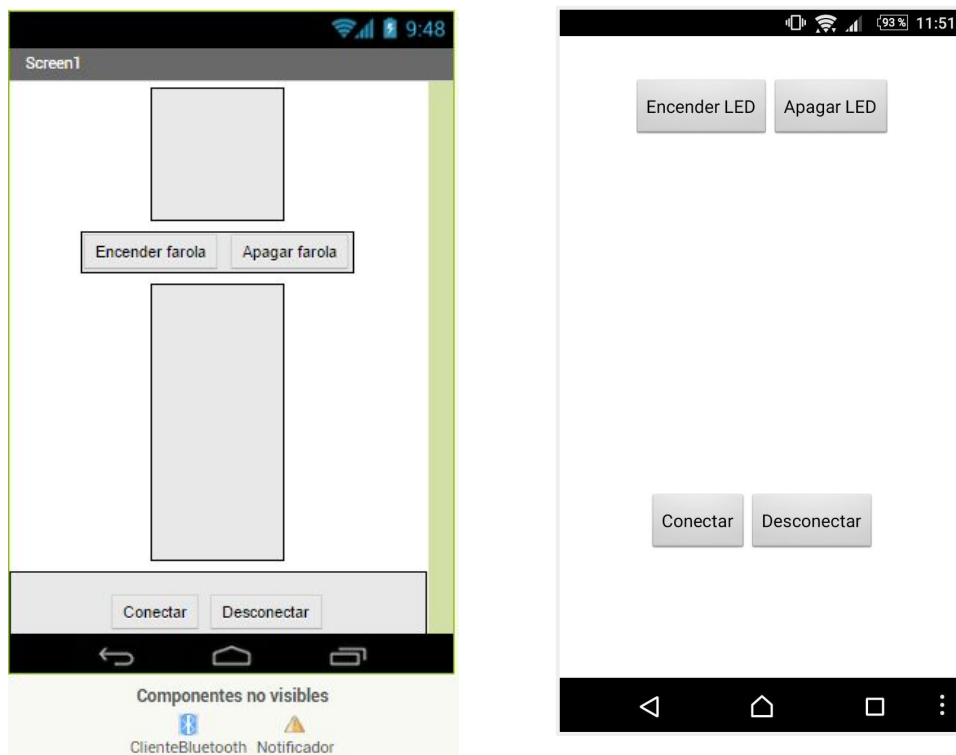 9:48
Screen1
Encender farola Apagar farola
Conectar Desconectar
Componentes no visibles
ClienteBluetooth Notificador
93% 11:51
Encender LED Apagar LED
Conectar Desconectar